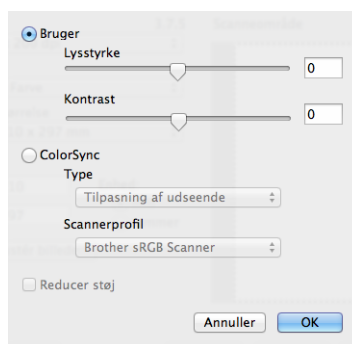 Bruger
Lysstyrke
0
Kontrast
0
ColorSync
Type
Tilpasning af udseende
Scannerprofil
Brother sRGB Scanner
Reducer støj
Annuller OK